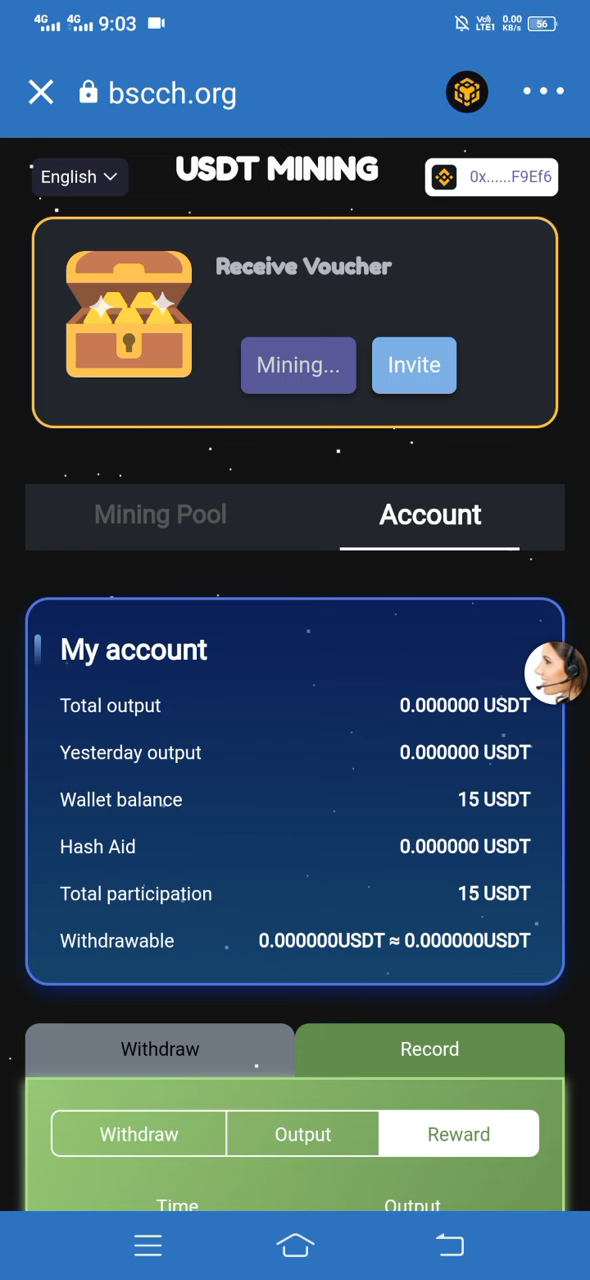 4G 4G 9:03 Vo) LTE1 0.00 KB/s 56
bscch.org
English USDT MINING 0x......F9Ef6
Receive Voucher
Mining... Invite
Mining Pool Account
My account
Total output 0.000000 USDT
Yesterday output 0.000000 USDT
Wallet balance 15 USDT
Hash Aid 0.000000 USDT
Total participation 15 USDT
Withdrawable 0.000000USDT ≈ 0.000000USDT
Withdraw Record
Withdraw Output Reward
Time Output